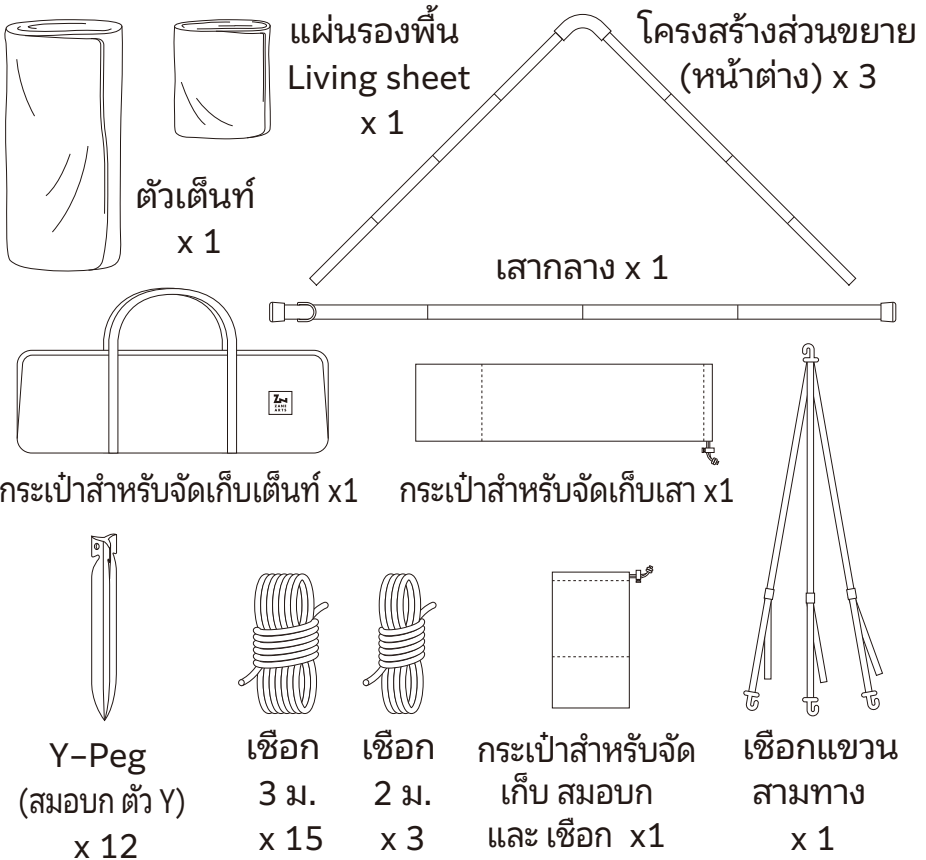 แผ่นรองพื้น
Living sheet
x 1
โครงสร้างส่วนขยาย
(หน้าต่าง) x 3
ตัวเต็นท์
x 1
เสากลาง x 1
ZN
ZANE
ARTS
กระเป๋าสำหรับจัดเก็บเต็นท์ x1
กระเป๋าสำหรับจัดเก็บเสา x1
Y-Peg
(สมอบก ตัว Y)
x 12
เชือก
3 ม.
x 15
เชือก
2 ม.
x 3
กระเป๋าสำหรับจัด
เก็บ สมอบก
และ เชือก x1
เชือกแขวน
สามทาง
x 1